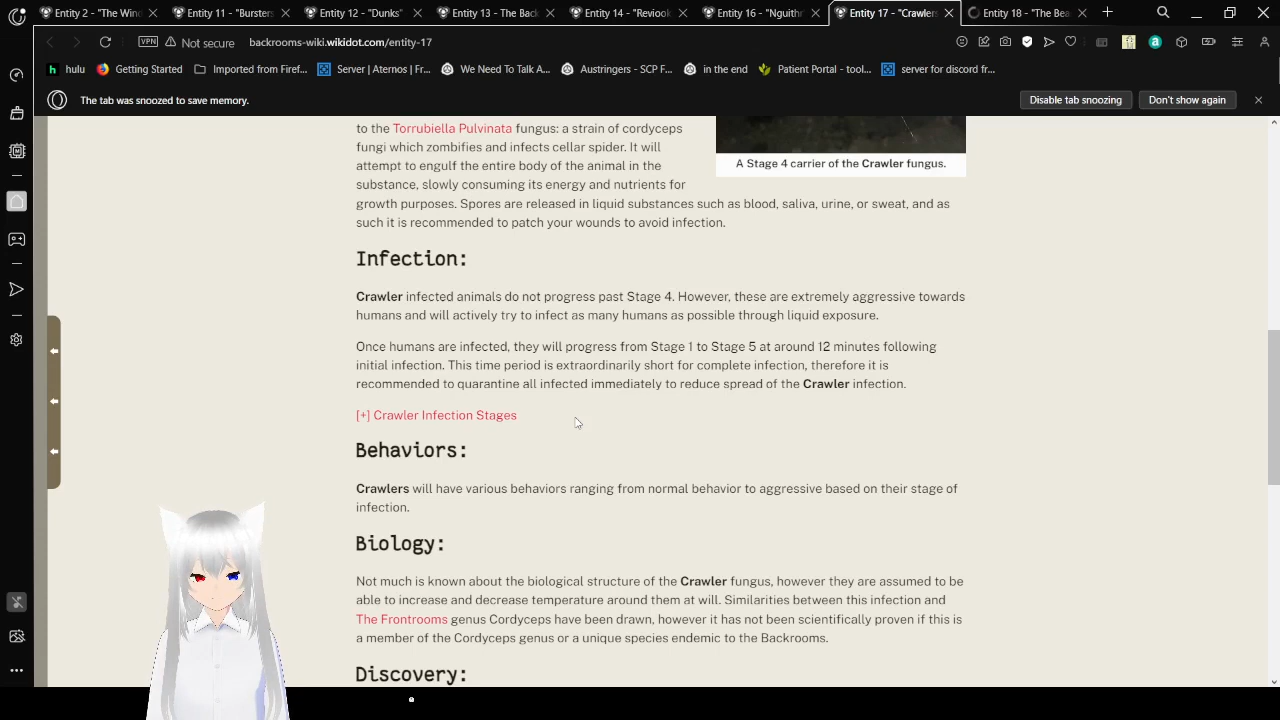 Entity 2 - "The Wind
Entity 11 - "Bursters
Entity 12 - "Dunks"
Entity 13 - The Back
Entity 14 - "Reviook
Entity 16 - "Nguithr
Entity 17 - "Crawlers
Entity 18 - "The Bea
VPN
Not secure
backrooms-wiki.wikidot.com/entity-17
hulu
Getting Started
Imported from Firef...
Server | Aternos | Fr...
We Need To Talk A...
Austringers - SCP F...
in the end
Patient Portal - tool...
server for discord fr...
The tab was snoozed to save memory.
Disable tab snoozing
Don't show again
to the Torrubiella Pulvinata fungus: a strain of cordyceps
fungi which zombifies and infects cellar spider. It will
attempt to engulf the entire body of the animal in the
substance, slowly consuming its energy and nutrients for
growth purposes. Spores are released in liquid substances such as blood, saliva, urine, or sweat, and as
such it is recommended to patch your wounds to avoid infection.
A Stage 4 carrier of the Crawler fungus.
Infection:
Crawler infected animals do not progress past Stage 4. However, these are extremely aggressive towards
humans and will actively try to infect as many humans as possible through liquid exposure.
Once humans are infected, they will progress from Stage 1 to Stage 5 at around 12 minutes following
initial infection. This time period is extraordinarily short for complete infection, therefore it is
recommended to quarantine all infected immediately to reduce spread of the Crawler infection.
[+] Crawler Infection Stages
Behaviors:
Crawlers will have various behaviors ranging from normal behavior to aggressive based on their stage of
infection.
Biology:
Not much is known about the biological structure of the Crawler fungus, however they are assumed to be
able to increase and decrease temperature around them at will. Similarities between this infection and
The Frontrooms genus Cordyceps have been drawn, however it has not been scientifically proven if this is
a member of the Cordyceps genus or a unique species endemic to the Backrooms.
Discovery: